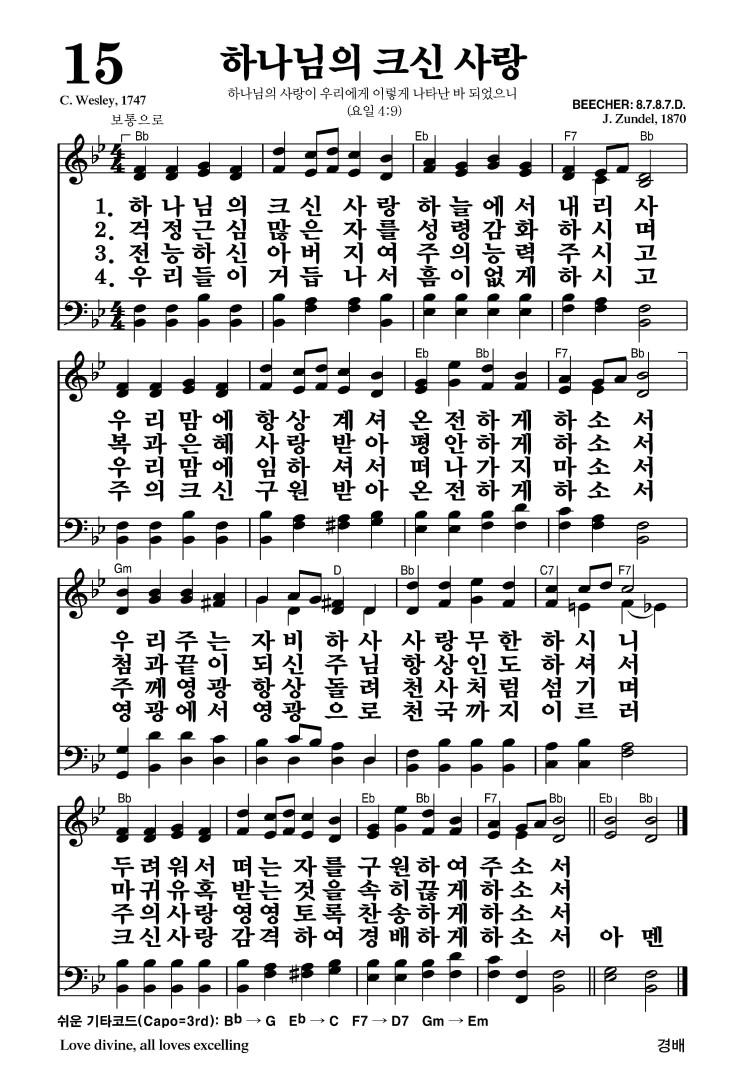 15
하나님의 크신 사랑
하나님의 사랑이 우리에게 이렇게 나타난 바 되었으니
(요일 4:9)
C. Wesley, 1747
BEECHER: 8.7.8.7.D.
J. Zundel, 1870
보통으로
Bb Eb F7 Bb
4 4
1. 하 나 님 의 크 신 사 랑 하 늘 에 서 내 리 사
2. 걱 정 근 심 많 은 자 를 성 령 감 화 하 시 며
3. 전 능 하 신 아 버 지 여 주 의 능 력 주 시 고
4. 우 리 들 이 거 듭 나 서 흠 이 없 게 하 시 고
4 4
Eb Bb F7 Bb
우 리 맘 에 항 상 계 셔 온 전 하 게 하 소 서
복 과 은 혜 사 랑 받 아 평 안 하 게 하 소 서
우 리 맘 에 임 하 셔 서 떠 나 가 지 마 소 서
주 의 크 신 구 원 받 아 온 전 하 게 하 소 서
Gm D Bb C7 F7
우 리 주 는 자 비 하 사 사 랑 무 한 하 시 니
첨 과 끝 이 되 신 주 님 항 상 인 도 하 셔 서
주 께 영 광 항 상 돌 려 천 사 처 럼 섬 기 며
영 광 에 서 영 광 으 로 천 국 까 지 이 르 러
Bb Eb Bb F7 Bb Eb Bb
두 려 워 서 떠 는 자 를 구 원 하 여 주 소 서
마 귀 유 혹 받 는 것 을 속 히 끊 게 하 소 서
주 의 사 랑 영 영 토 록 찬 송 하 게 하 소 서
크 신 사 랑 감 격 하 여 경 배 하 게 하 소 서 아 멘
쉬운 기타코드(Capo=3rd): Bb → G Eb → C F7 → D7 Gm → Em
Love divine, all loves excelling
경배